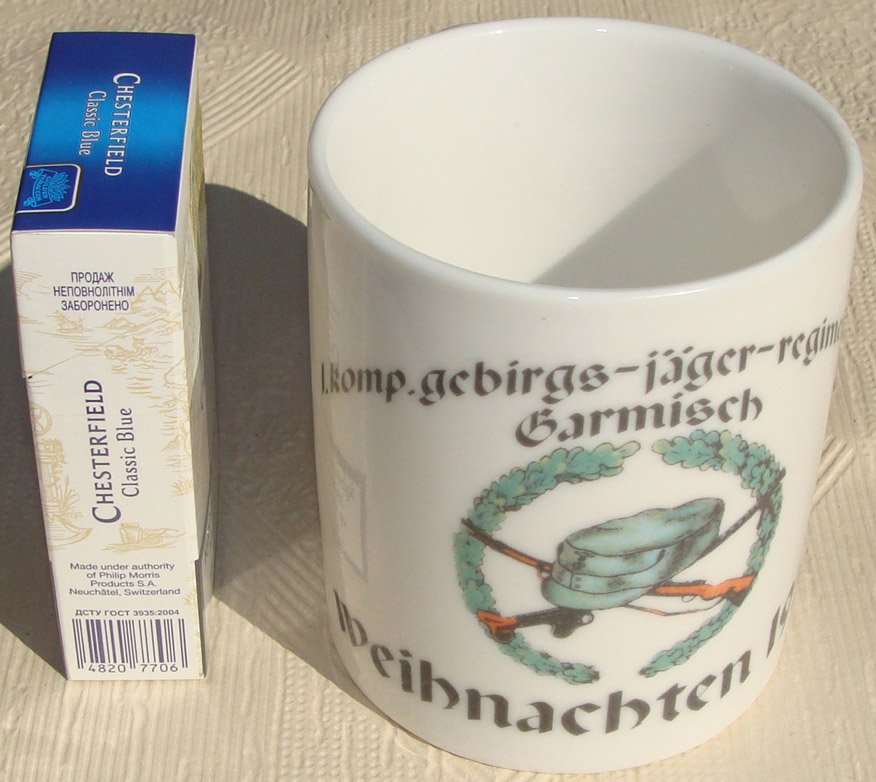 CHESTERFIELD
Classic Blue
ПРОДАЖ
НЕПОВНОЛІТНІМ
ЗАБОРОНЕНО
CHESTERFIELD
Classic Blue
Made under authority
of Philip Morris
Products S.A.
Neuchâtel, Switzerland
ДСТУ ГОСТ 3935:2004
4820 7706
1.komp.gebirgs-jäger-regim
Garmisch
Weihnachten 19